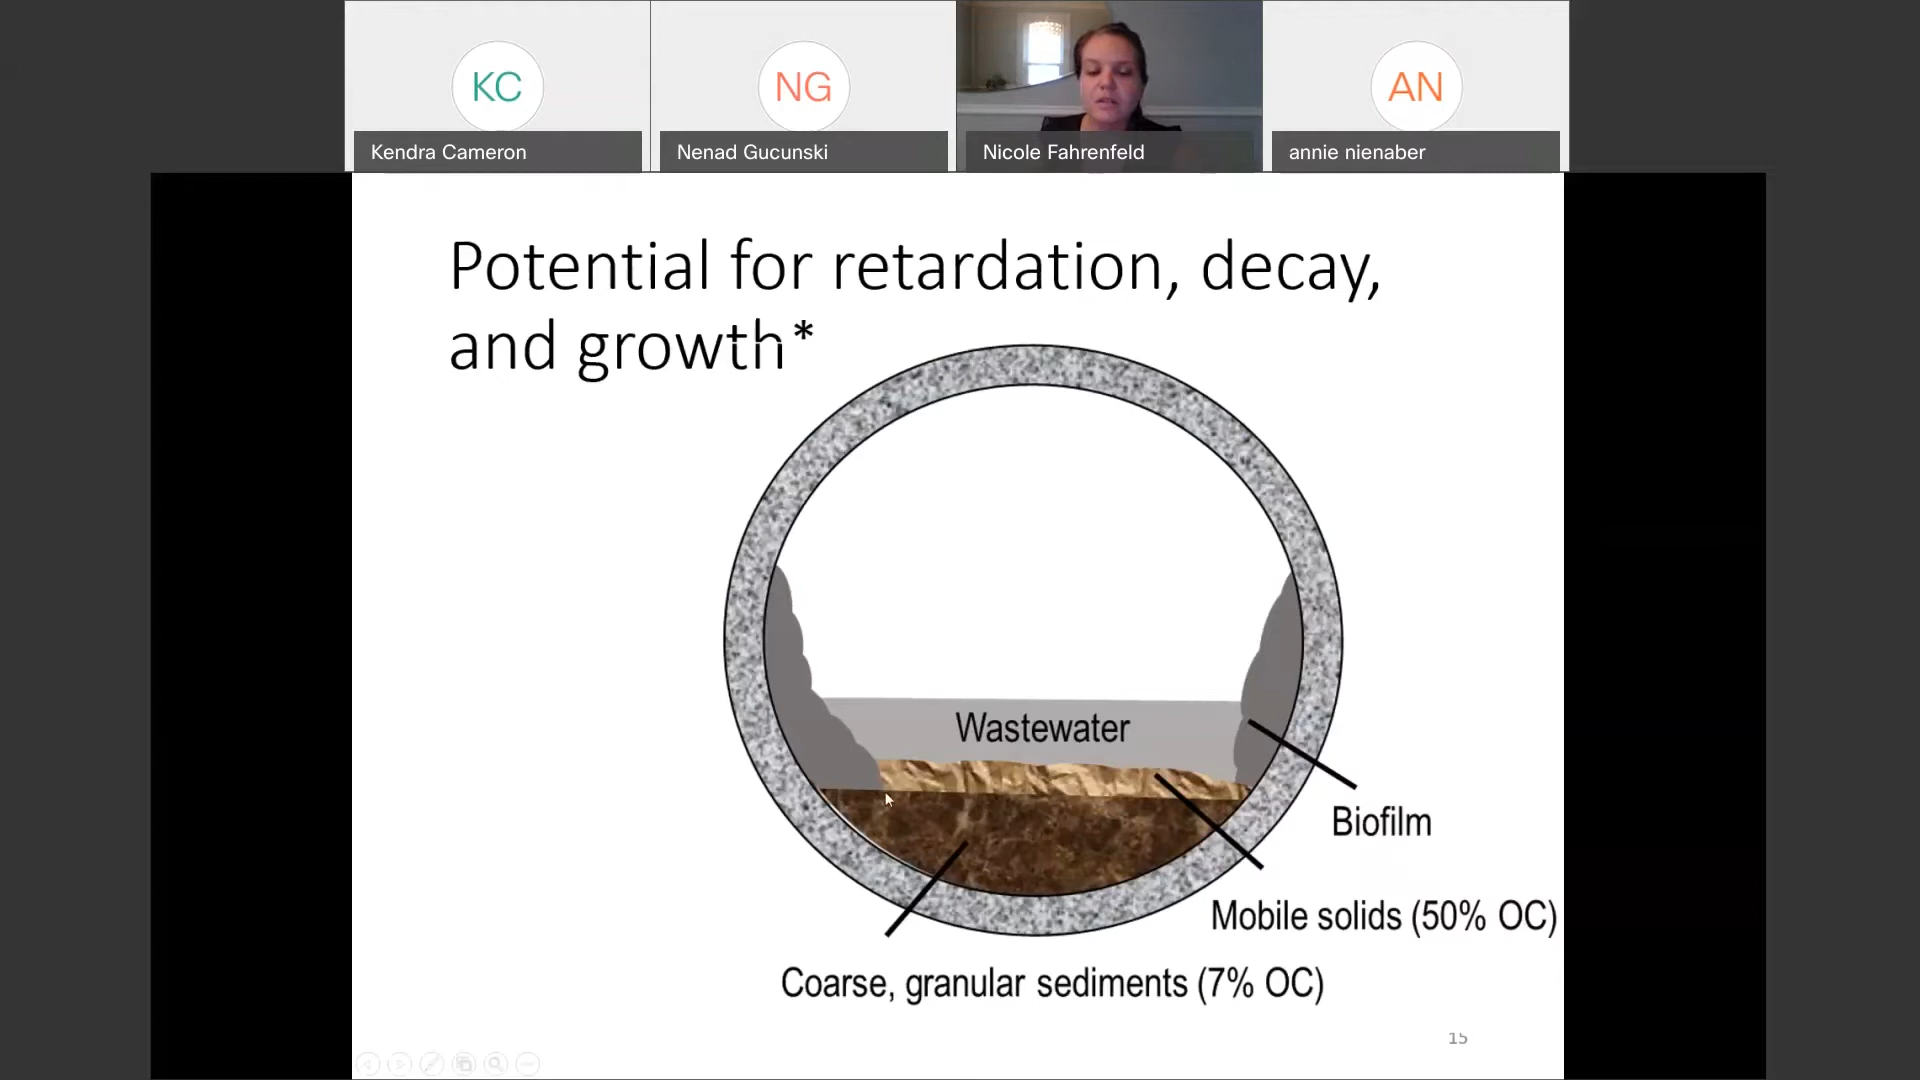 KC
NG
AN
Kendra Cameron
Nenad Gucunski
Nicole Fahrenfeld
annie nienaber
Potential for retardation, decay,
and growth*
Wastewater
Biofilm
Mobile solids (50% OC)
Coarse, granular sediments (7% OC)
15